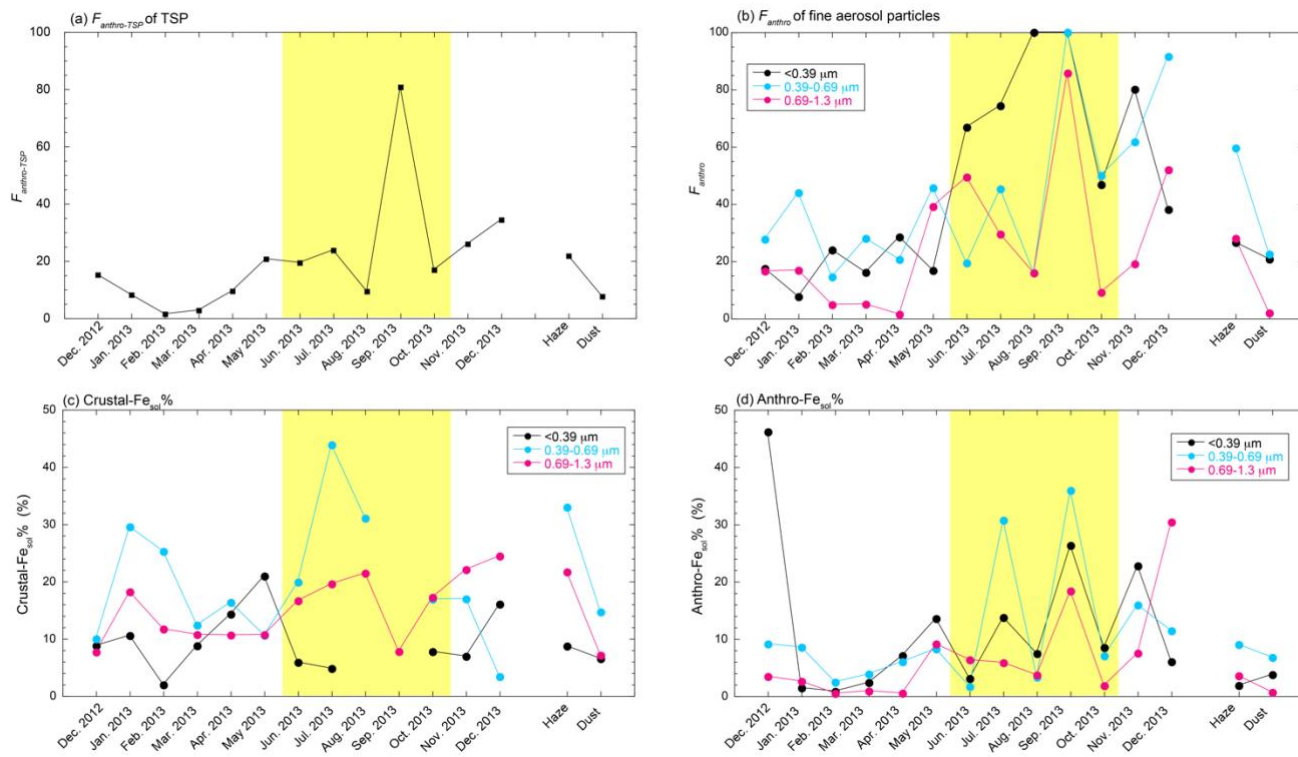 (a) F_anthro-TSP of TSP
100
80
60
40
20
0
F_anthro-TSP
Dec. 2012
Jan. 2013
Feb. 2013
Mar. 2013
Apr. 2013
May 2013
Jun. 2013
Jul. 2013
Aug. 2013
Sep. 2013
Oct. 2013
Nov. 2013
Dec. 2013
Haze
Dust
(b) F_anthro of fine aerosol particles
100
80
60
40
20
0
F_anthro
<0.39 μm
0.39-0.69 μm
0.69-1.3 μm
Dec. 2012
Jan. 2013
Feb. 2013
Mar. 2013
Apr. 2013
May 2013
Jun. 2013
Jul. 2013
Aug. 2013
Sep. 2013
Oct. 2013
Nov. 2013
Dec. 2013
Haze
Dust
(c) Crustal-Fe_sol%
50
40
30
20
10
0
Crustal-Fe_sol% (%)
<0.39 μm
0.39-0.69 μm
0.69-1.3 μm
Dec. 2012
Jan. 2013
Feb. 2013
Mar. 2013
Apr. 2013
May 2013
Jun. 2013
Jul. 2013
Aug. 2013
Sep. 2013
Oct. 2013
Nov. 2013
Dec. 2013
Haze
Dust
(d) Anthro-Fe_sol%
50
40
30
20
10
0
Anthro-Fe_sol% (%)
<0.39 μm
0.39-0.69 μm
0.69-1.3 μm
Dec. 2012
Jan. 2013
Feb. 2013
Mar. 2013
Apr. 2013
May 2013
Jun. 2013
Jul. 2013
Aug. 2013
Sep. 2013
Oct. 2013
Nov. 2013
Dec. 2013
Haze
Dust